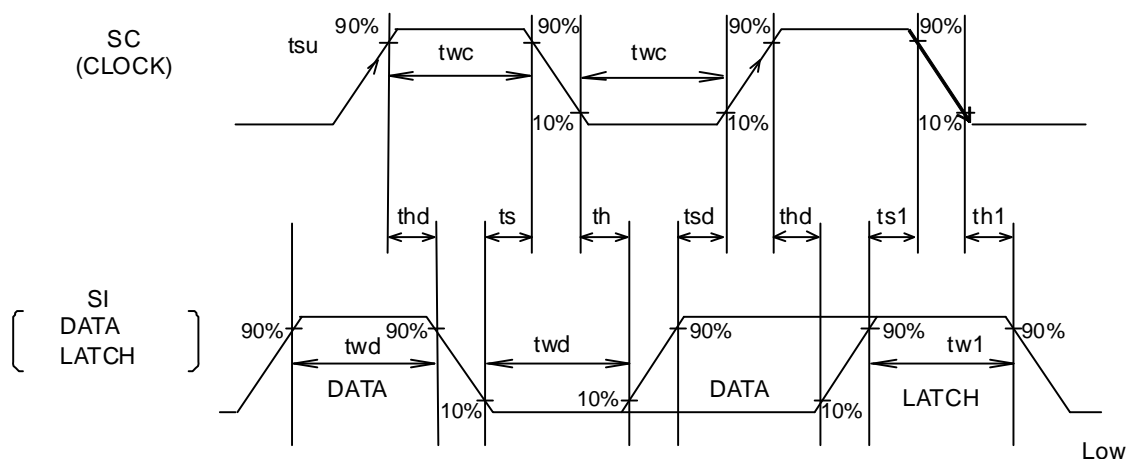 SC
(CLOCK)
tsu
90%
twc
90%
10%
twc
10%
90%
90%
10%
thd
ts
th
tsd
thd
ts1
th1
SI
DATA
LATCH
90%
twd
DATA
90%
10%
twd
10%
90%
DATA
10%
90%
tw1
LATCH
90%
Low